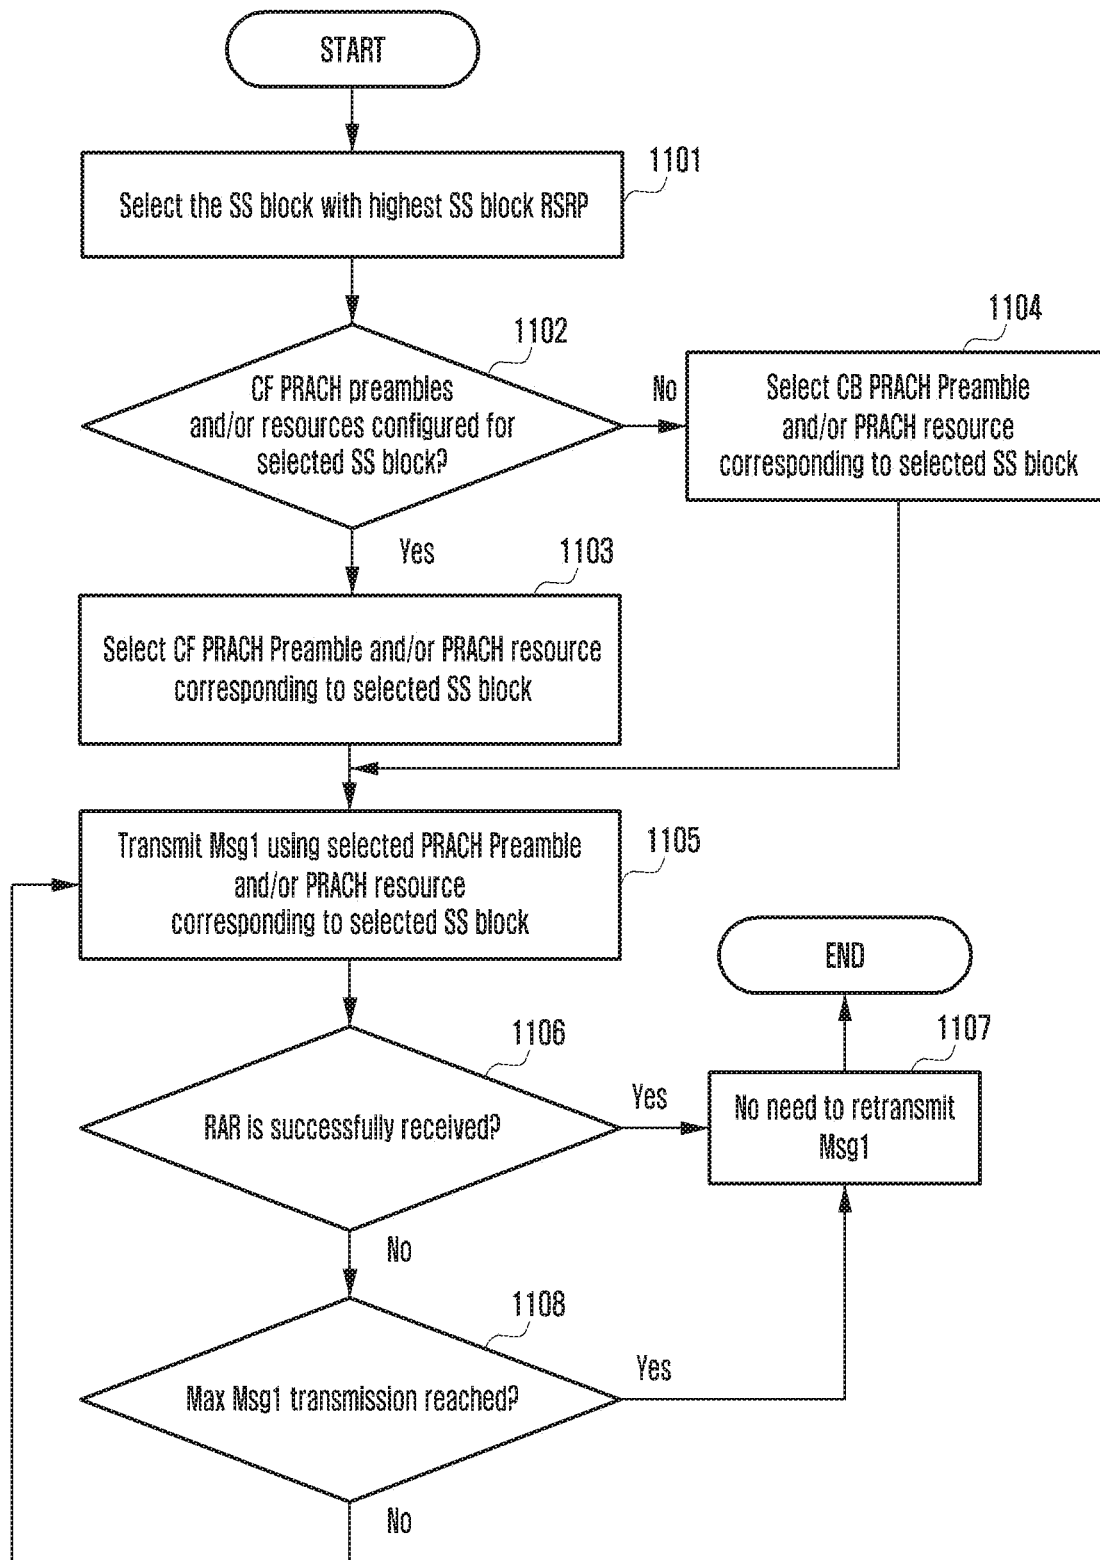 START
1101
Select the SS block with highest SS block RSRP
1102
CF PRACH preambles
and/or resources configured for
selected SS block?
No
1104
Select CB PRACH Preamble
and/or PRACH resource
corresponding to selected SS block
Yes
1103
Select CF PRACH Preamble and/or PRACH resource
corresponding to selected SS block
Transmit Msg1 using selected PRACH Preamble
and/or PRACH resource
corresponding to selected SS block
1105
END
1106
RAR is successfully received?
Yes
1107
No need to retransmit
Msg1
No
1108
Max Msg1 transmission reached?
Yes
No